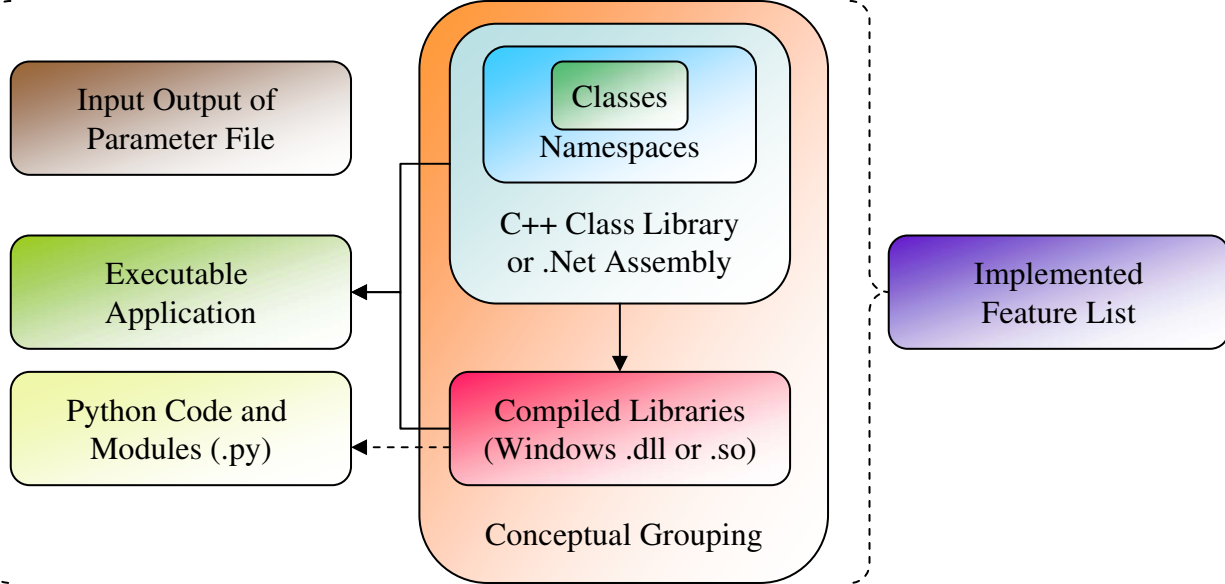 Input Output of
Parameter File
Executable
Application
Python Code and
Modules (.py)
Classes
Namespaces
C++ Class Library
or .Net Assembly
Compiled Libraries
(Windows .dll or .so)
Conceptual Grouping
Implemented
Feature List